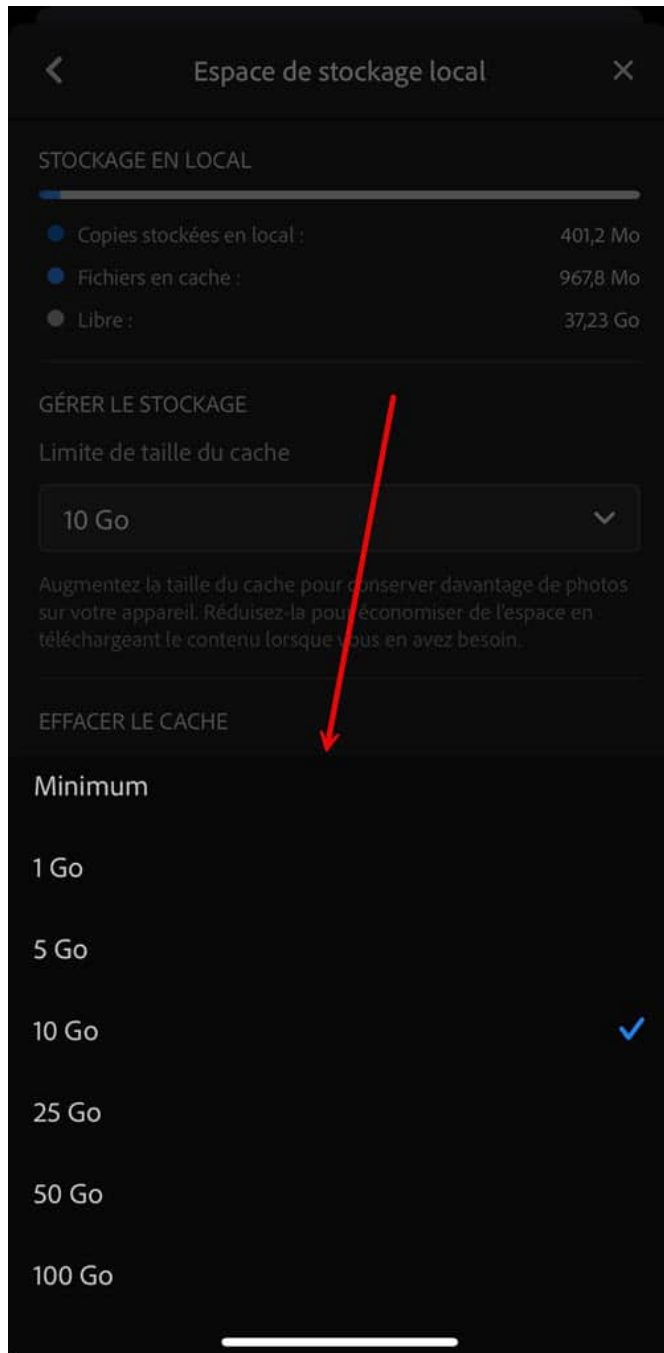 Espace de stockage local
STOCKAGE EN LOCAL
Copies stockées en local : 401,2 Mo
Fichiers en cache : 967,8 Mo
Libre : 37,23 Go
GÉRER LE STOCKAGE
Limite de taille du cache
10 Go
Augmentez la taille du cache pour conserver davantage de photos
sur votre appareil. Réduisez-la pour économiser de l'espace en
téléchargeant le contenu lorsque vous en avez besoin.
EFFACER LE CACHE
Minimum
1 Go
5 Go
10 Go
25 Go
50 Go
100 Go